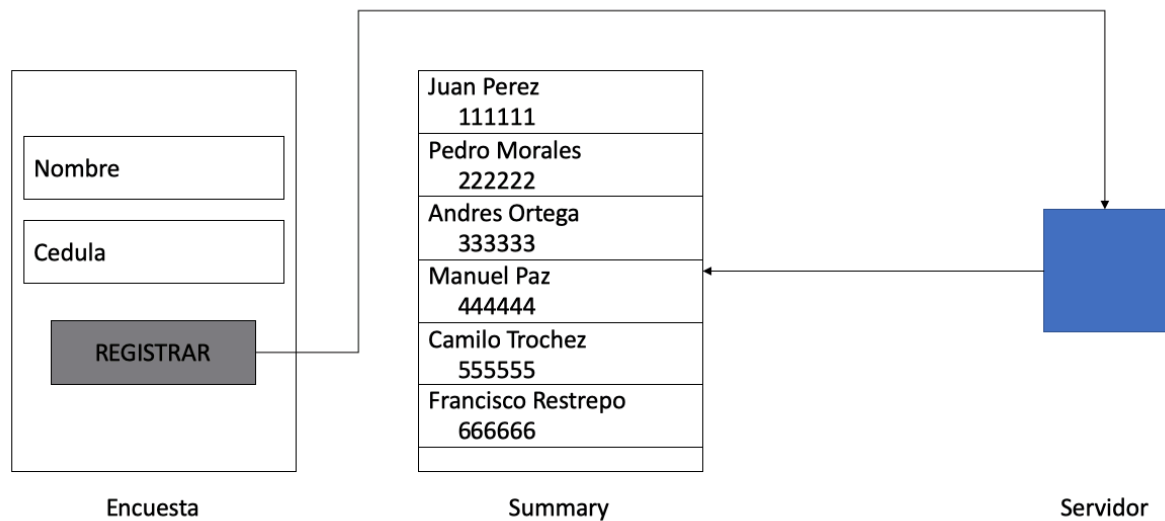 Nombre
Cedula
REGISTRAR
Encuesta
Juan Perez
111111
Pedro Morales
222222
Andres Ortega
333333
Manuel Paz
444444
Camilo Trochez
555555
Francisco Restrepo
666666
Summary
Servidor